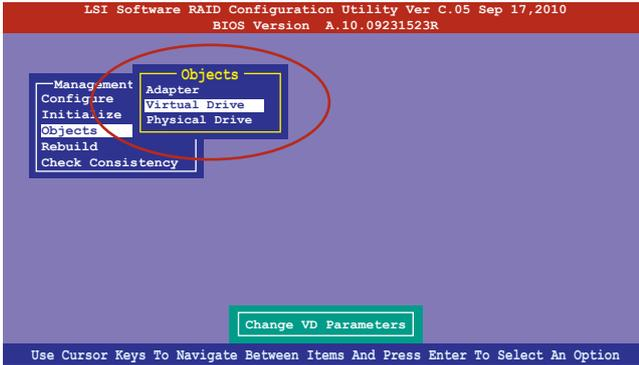 LSI Software RAID Configuration Utility Ver C.05 Sep 17,2010
BIOS Version A.10.09231523R
Management
Configure
Initialize
Objects
Rebuild
Check Consistency
Objects
Adapter
Virtual Drive
Physical Drive
Change VD Parameters
Use Cursor Keys To Navigate Between Items And Press Enter To Select An Option